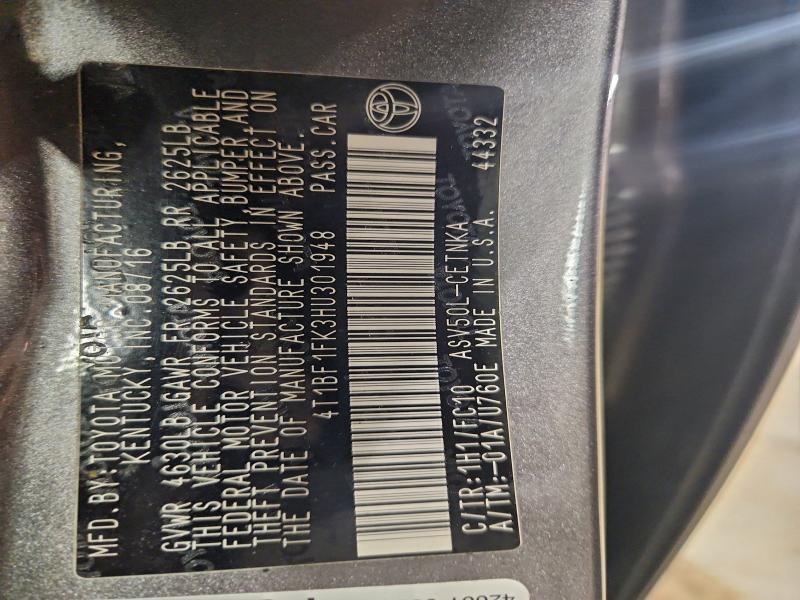 MFD.BY:TOYOTA MOTOR MANUFACTURING,
KENTUCKY, INC. 08/16
GVWR 4630LB GAWR FR 2625LB RR 2625LB
THIS VEHICLE CONFORMS TO ALL APPLICABLE
FEDERAL MOTOR VEHICLE SAFETY, BUMPER, AND
THEFT PREVENTION STANDARDS IN EFFECT ON
THE DATE OF MANUFACTURE SHOWN ABOVE.
4T1BF1FK3HU301948 PASS.CAR
C/TR:1H1/FC10 ASV50L-CETNKA
A/TM:-01A/U760E MADE IN U.S.A. 44332